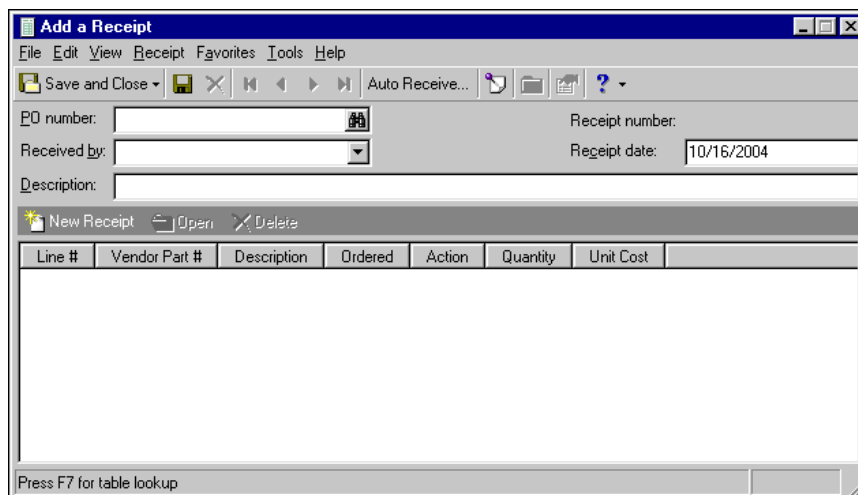 Add a Receipt
File Edit View Receipt Favorites Tools Help
Save and Close Auto Receive... ?
PO number: Receipt number:
Received by: Receipt date: 10/16/2004
Description:
New Receipt Open Delete
Line # Vendor Part # Description Ordered Action Quantity Unit Cost
Press F7 for table lookup